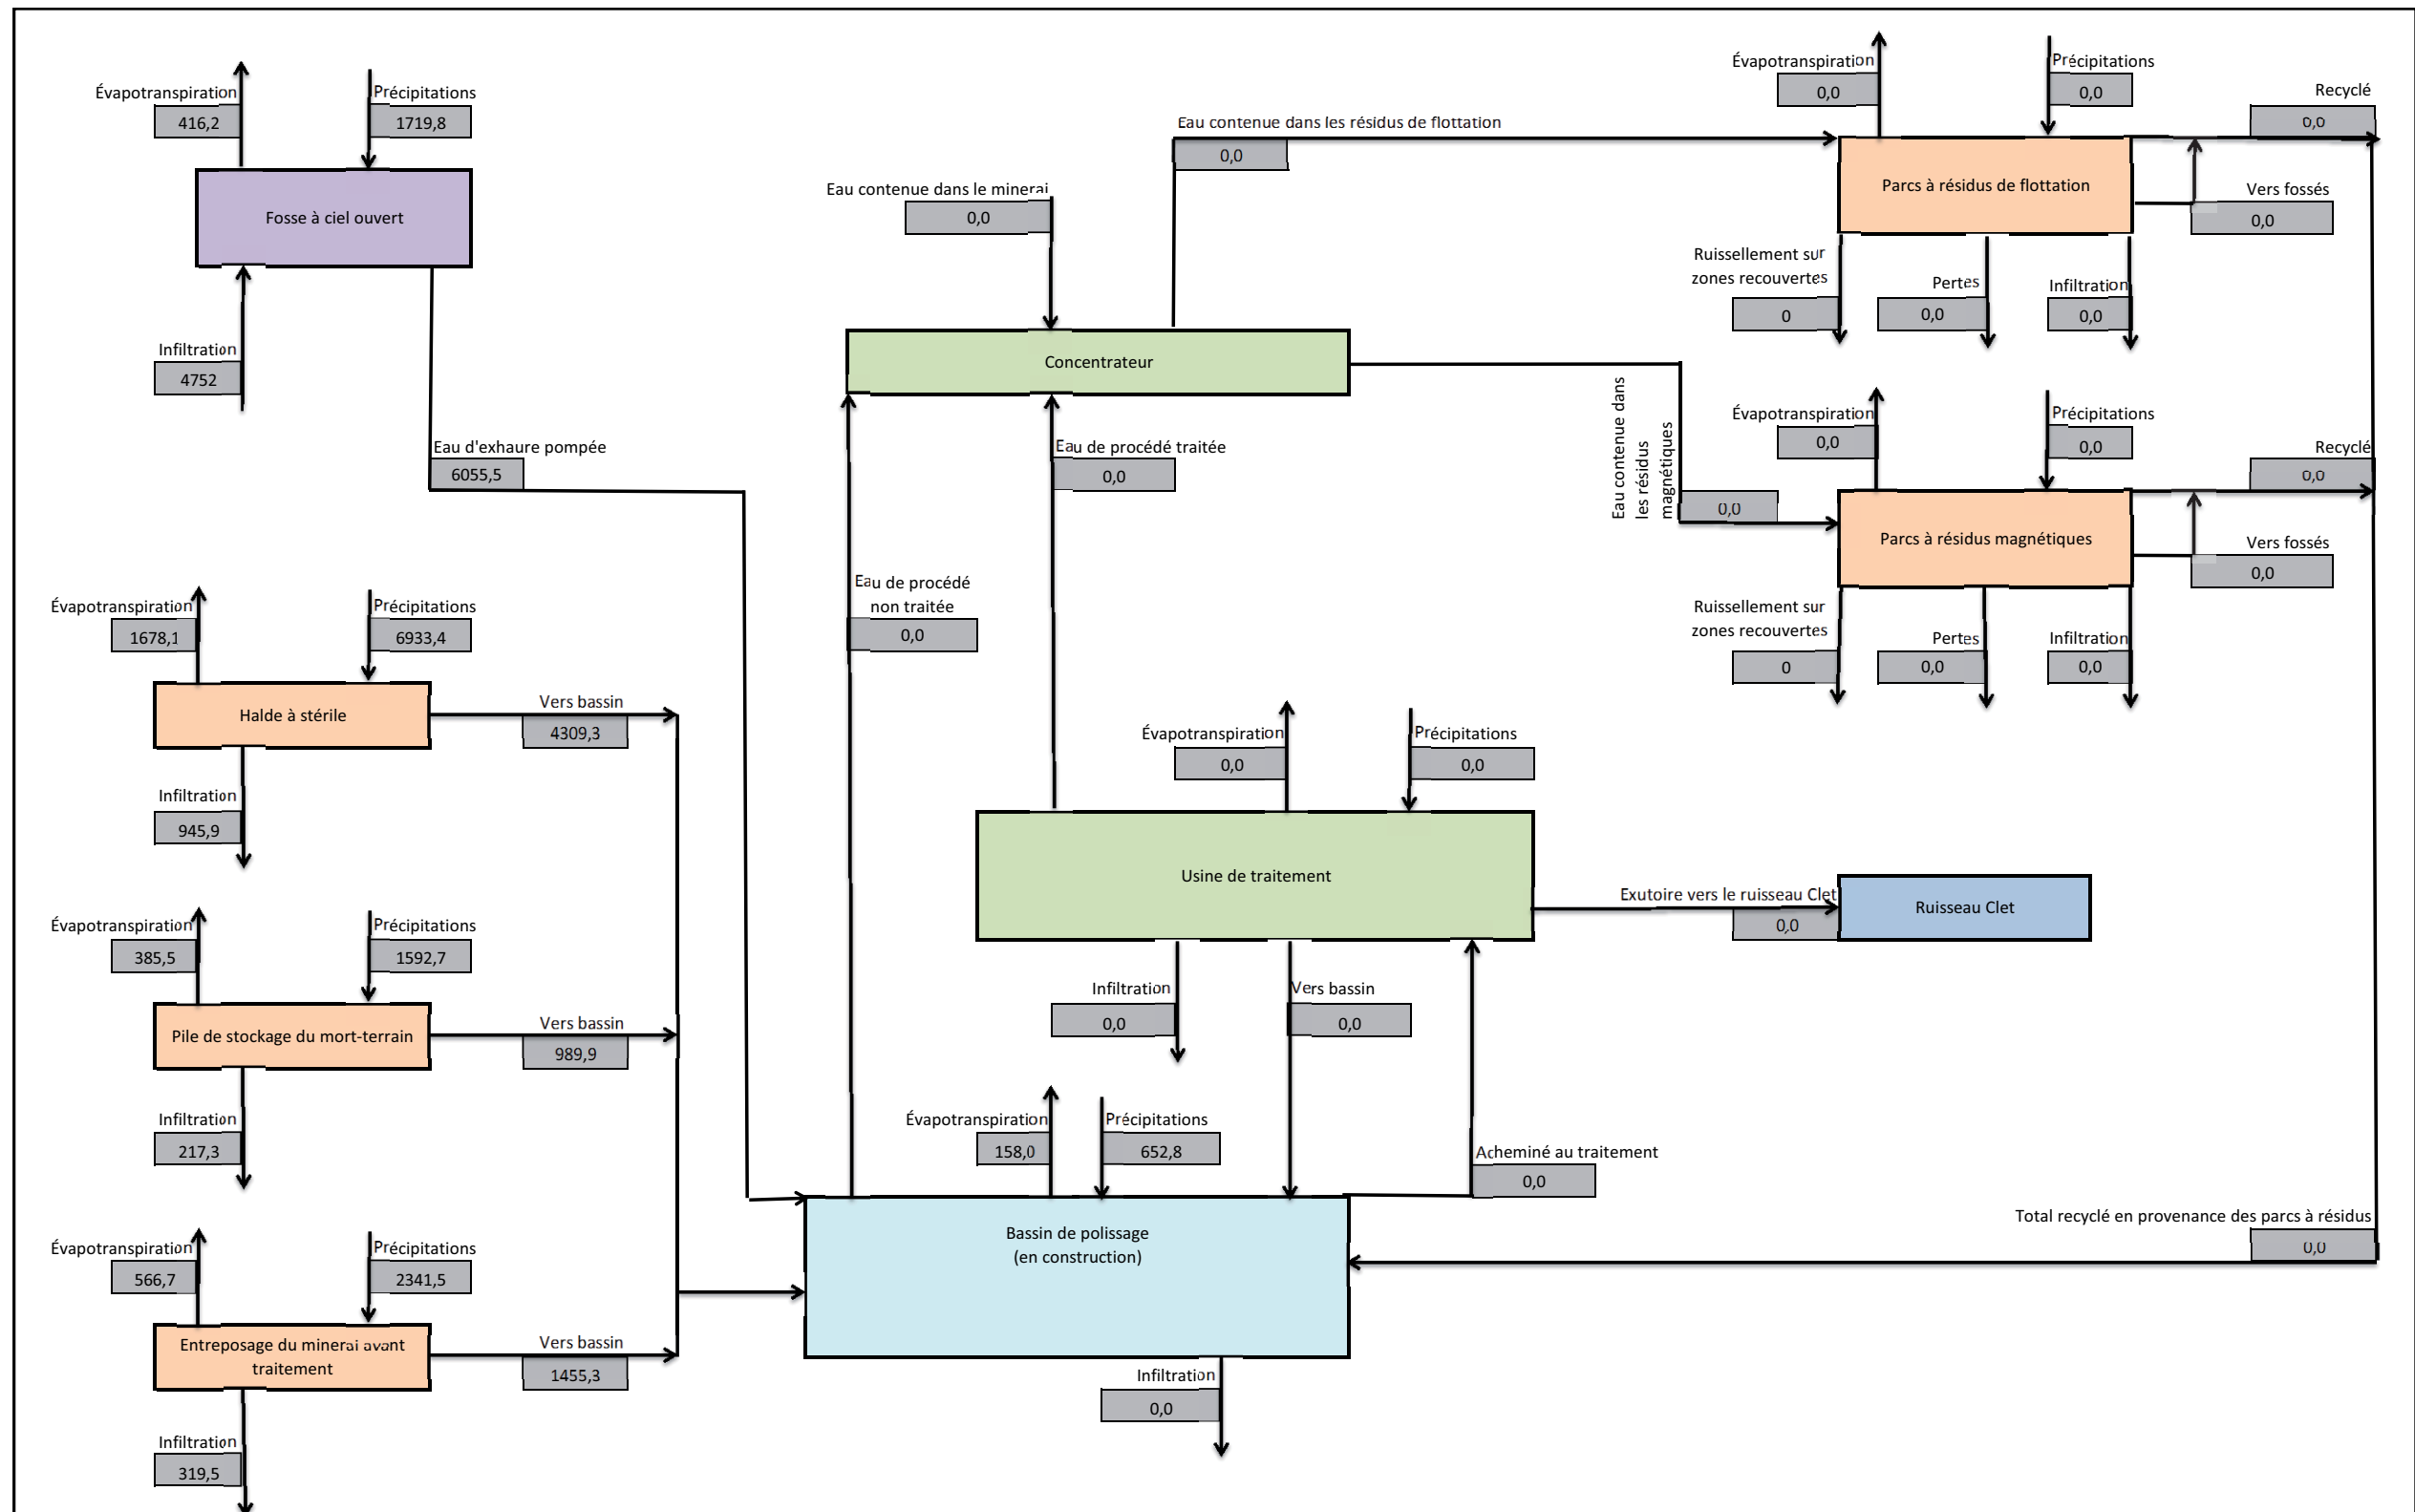 Évapotranspiration
416,2
Précipitations
1719,8
Fosse à ciel ouvert
Infiltration
4752
Eau d'exhaure pompée
6055,5
Évapotranspiration
1678,1
Précipitations
6933,4
Halde à stérile
Vers bassin
4309,3
Infiltration
945,9
Évapotranspiration
385,5
Précipitations
1592,7
Pile de stockage du mort-terrain
Vers bassin
989,9
Infiltration
217,3
Évapotranspiration
566,7
Précipitations
2341,5
Entreposage du minerai avant
traitement
Vers bassin
1455,3
Infiltration
319,5
Eau contenue dans les résidus de flottation
0,0
Eau contenue dans le minerai
0,0
Concentrateur
Eau de procédé traitée
0,0
Eau de procédé
non traitée
0,0
Eau contenue dans
les résidus
magnétiques
0,0
Évapotranspiration
0,0
Précipitations
0,0
Usine de traitement
Exutoire vers le ruisseau Clet
0,0
Ruisseau Clet
Infiltration
0,0
Vers bassin
0,0
Évapotranspiration
158,0
Précipitations
652,8
Acheminé au traitement
0,0
Bassin de polissage
(en construction)
Infiltration
0,0
Évapotranspiration
0,0
Précipitations
0,0
Recyclé
0,0
Parcs à résidus de flottation
Vers fossés
0,0
Ruissellement sur
zones recouvertes
0
Pertes
0,0
Infiltration
0,0
Évapotranspiration
0,0
Précipitations
0,0
Recyclé
0,0
Parcs à résidus magnétiques
Vers fossés
0,0
Ruissellement sur
zones recouvertes
0
Pertes
0,0
Infiltration
0,0
Total recyclé en provenance des parcs à résidus
0,0